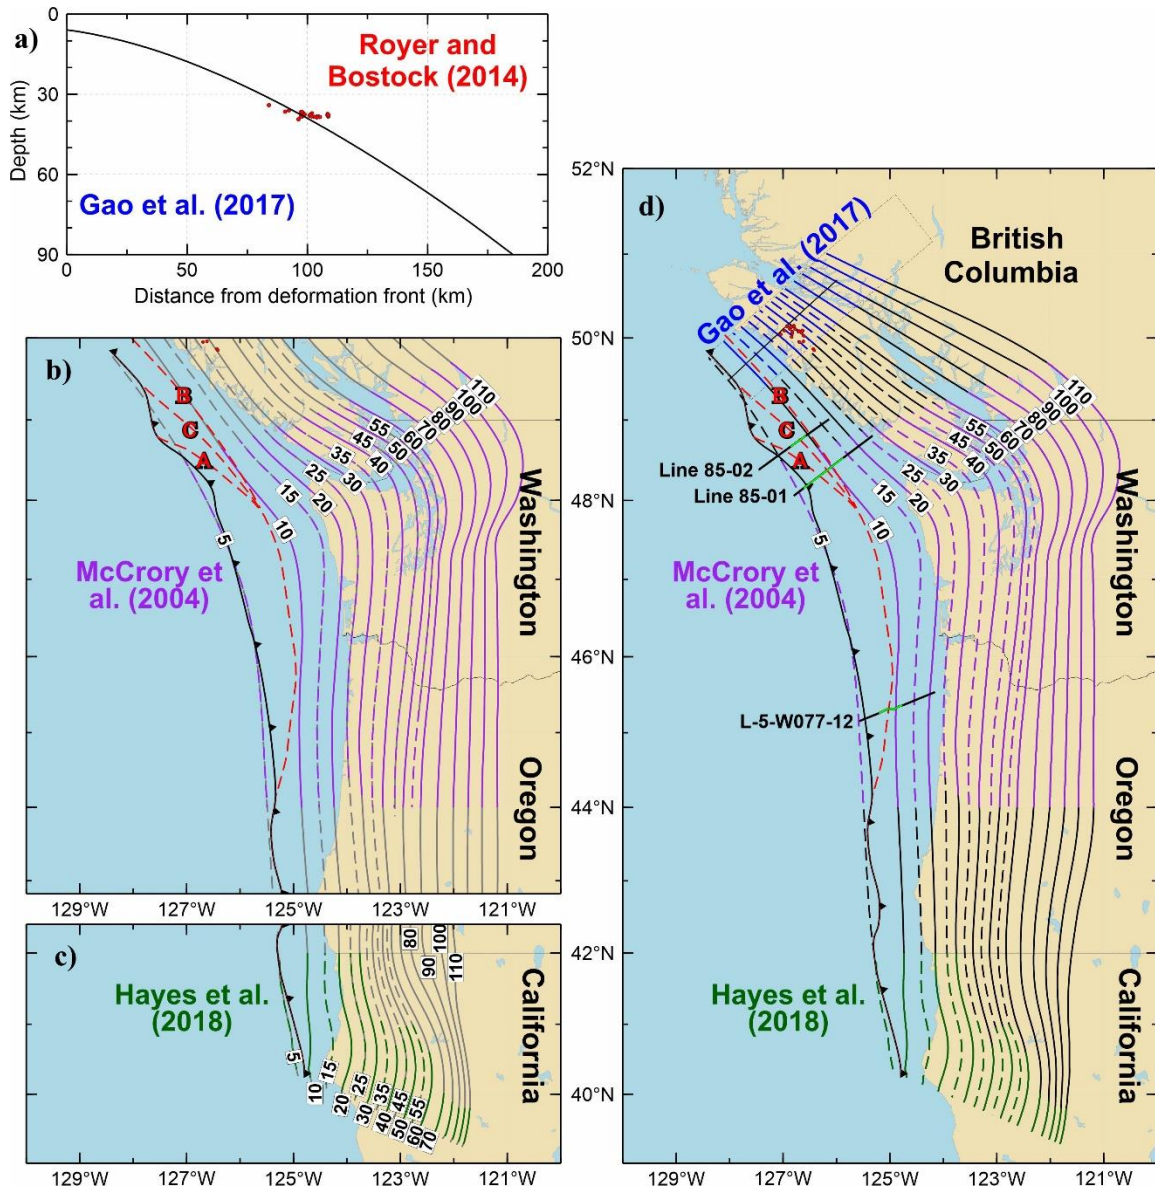 a)
0
30
60
90
Depth (km)
Royer and
Bostock (2014)
Gao et al. (2017)
0
50
100
150
200
Distance from deformation front (km)
b)
50°N
48°N
46°N
44°N
B
C
A
5
10
15
20
25
30
35
40
45
50
55
60
70
80
90
100
110
McCrory et
al. (2004)
Washington
Oregon
129°W
127°W
125°W
123°W
121°W
c)
42°N
40°N
Hayes et al.
(2018)
5
10
15
20
25
30
35
40
45
50
55
60
70
80
90
100
110
California
129°W
127°W
125°W
123°W
121°W
d)
52°N
50°N
48°N
46°N
44°N
42°N
40°N
Gao et al. (2017)
British
Columbia
B
C
A
Line 85-02
Line 85-01
5
10
15
20
25
30
35
40
45
50
55
60
70
80
90
100
110
McCrory et
al. (2004)
Washington
L-5-W077-12
Oregon
Hayes et al.
(2018)
California
129°W
127°W
125°W
123°W
121°W